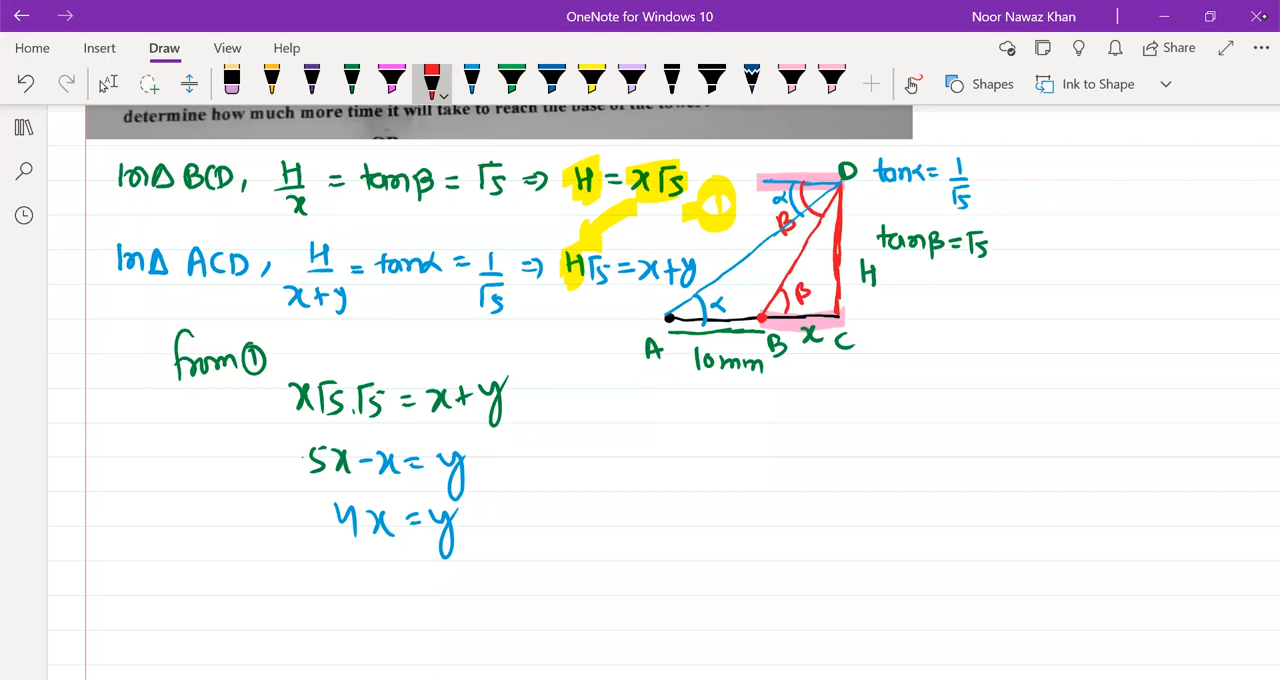 OneNote for Windows 10
Noor Nawaz Khan
Home Insert Draw View Help
Share
Shapes
Ink to Shape
determine how much more time it will take to reach the base of the tower.
In Δ BCD, H/x = tanβ = √5 ⇒ H = x√5 – ①
In Δ ACD, H/(x+y) = tanα = 1/√5 ⇒ H√5 = x+y
from ①
x√5.√5 = x+y
5x-x = y
4x = y
D
α
β
tanα = 1/√5
tanβ = √5
H
α
β
A
B
x
C
10mm